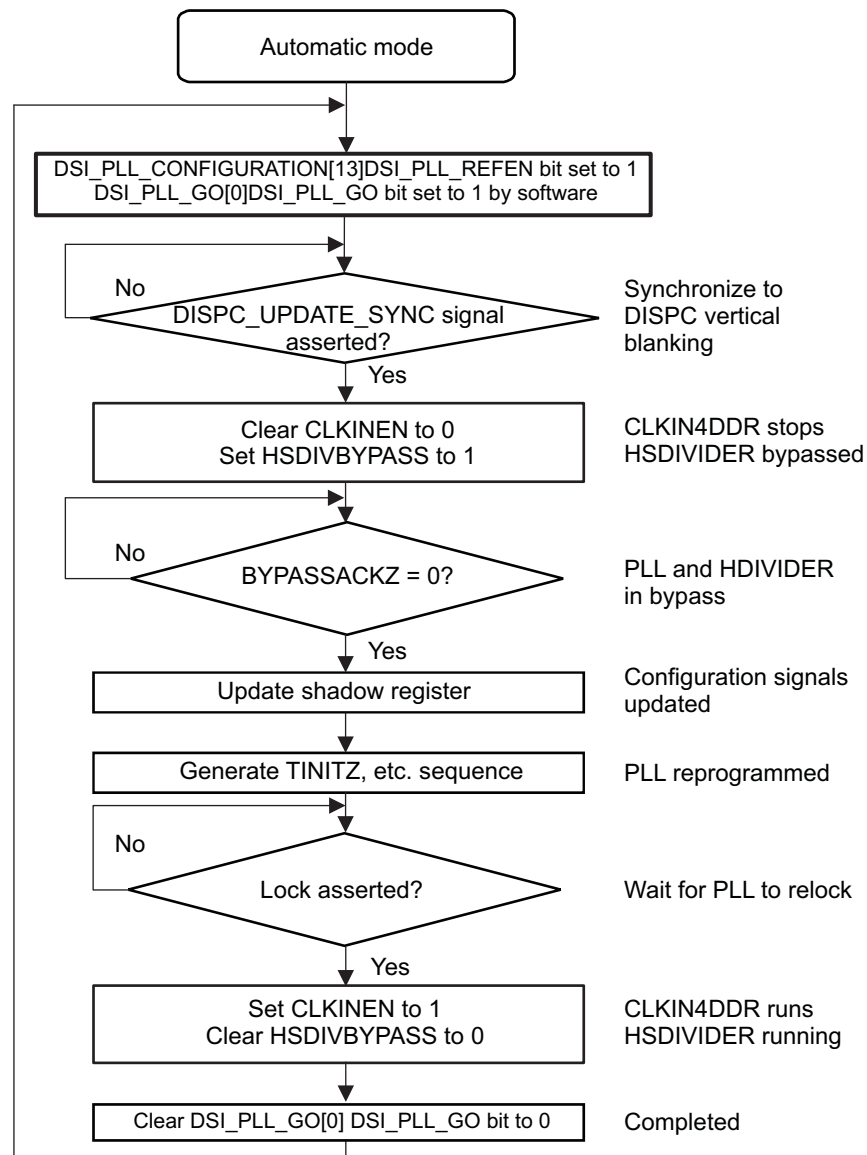 Automatic mode
DSI_PLL_CONFIGURATION[13]DSI_PLL_REFEN bit set to 1
DSI_PLL_GO[0]DSI_PLL_GO bit set to 1 by software
No
DISPC_UPDATE_SYNC signal
asserted?
Synchronize to
DISPC vertical
blanking
Yes
Clear CLKINEN to 0
Set HSDIVBYPASS to 1
CLKIN4DDR stops
HSDIVIDER bypassed
No
BYPASSACKZ = 0?
PLL and HDIVIDER
in bypass
Yes
Update shadow register
Configuration signals
updated
Generate TINITZ, etc. sequence
PLL reprogrammed
No
Lock asserted?
Wait for PLL to relock
Yes
Set CLKINEN to 1
Clear HSDIVBYPASS to 0
CLKIN4DDR runs
HSDIVIDER running
Clear DSI_PLL_GO[0] DSI_PLL_GO bit to 0
Completed